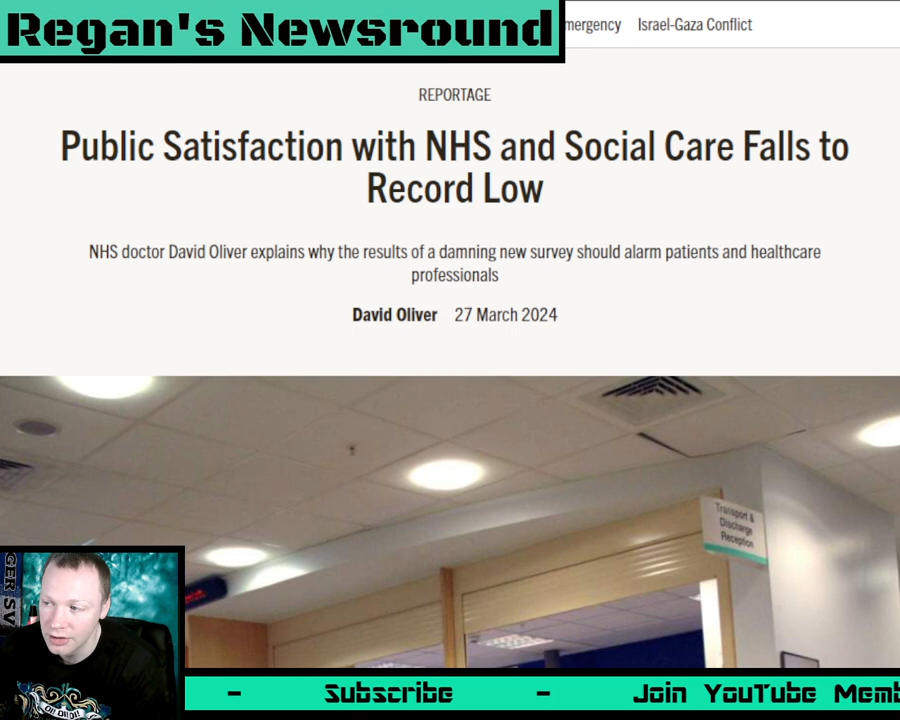 Regan's Newsround
mergency Israel-Gaza Conflict
REPORTAGE
Public Satisfaction with NHS and Social Care Falls to
Record Low
NHS doctor David Oliver explains why the results of a damning new survey should alarm patients and healthcare
professionals
David Oliver 27 March 2024
Transport &
Discharge
Reception
- Subscribe - Join YouTube Memb